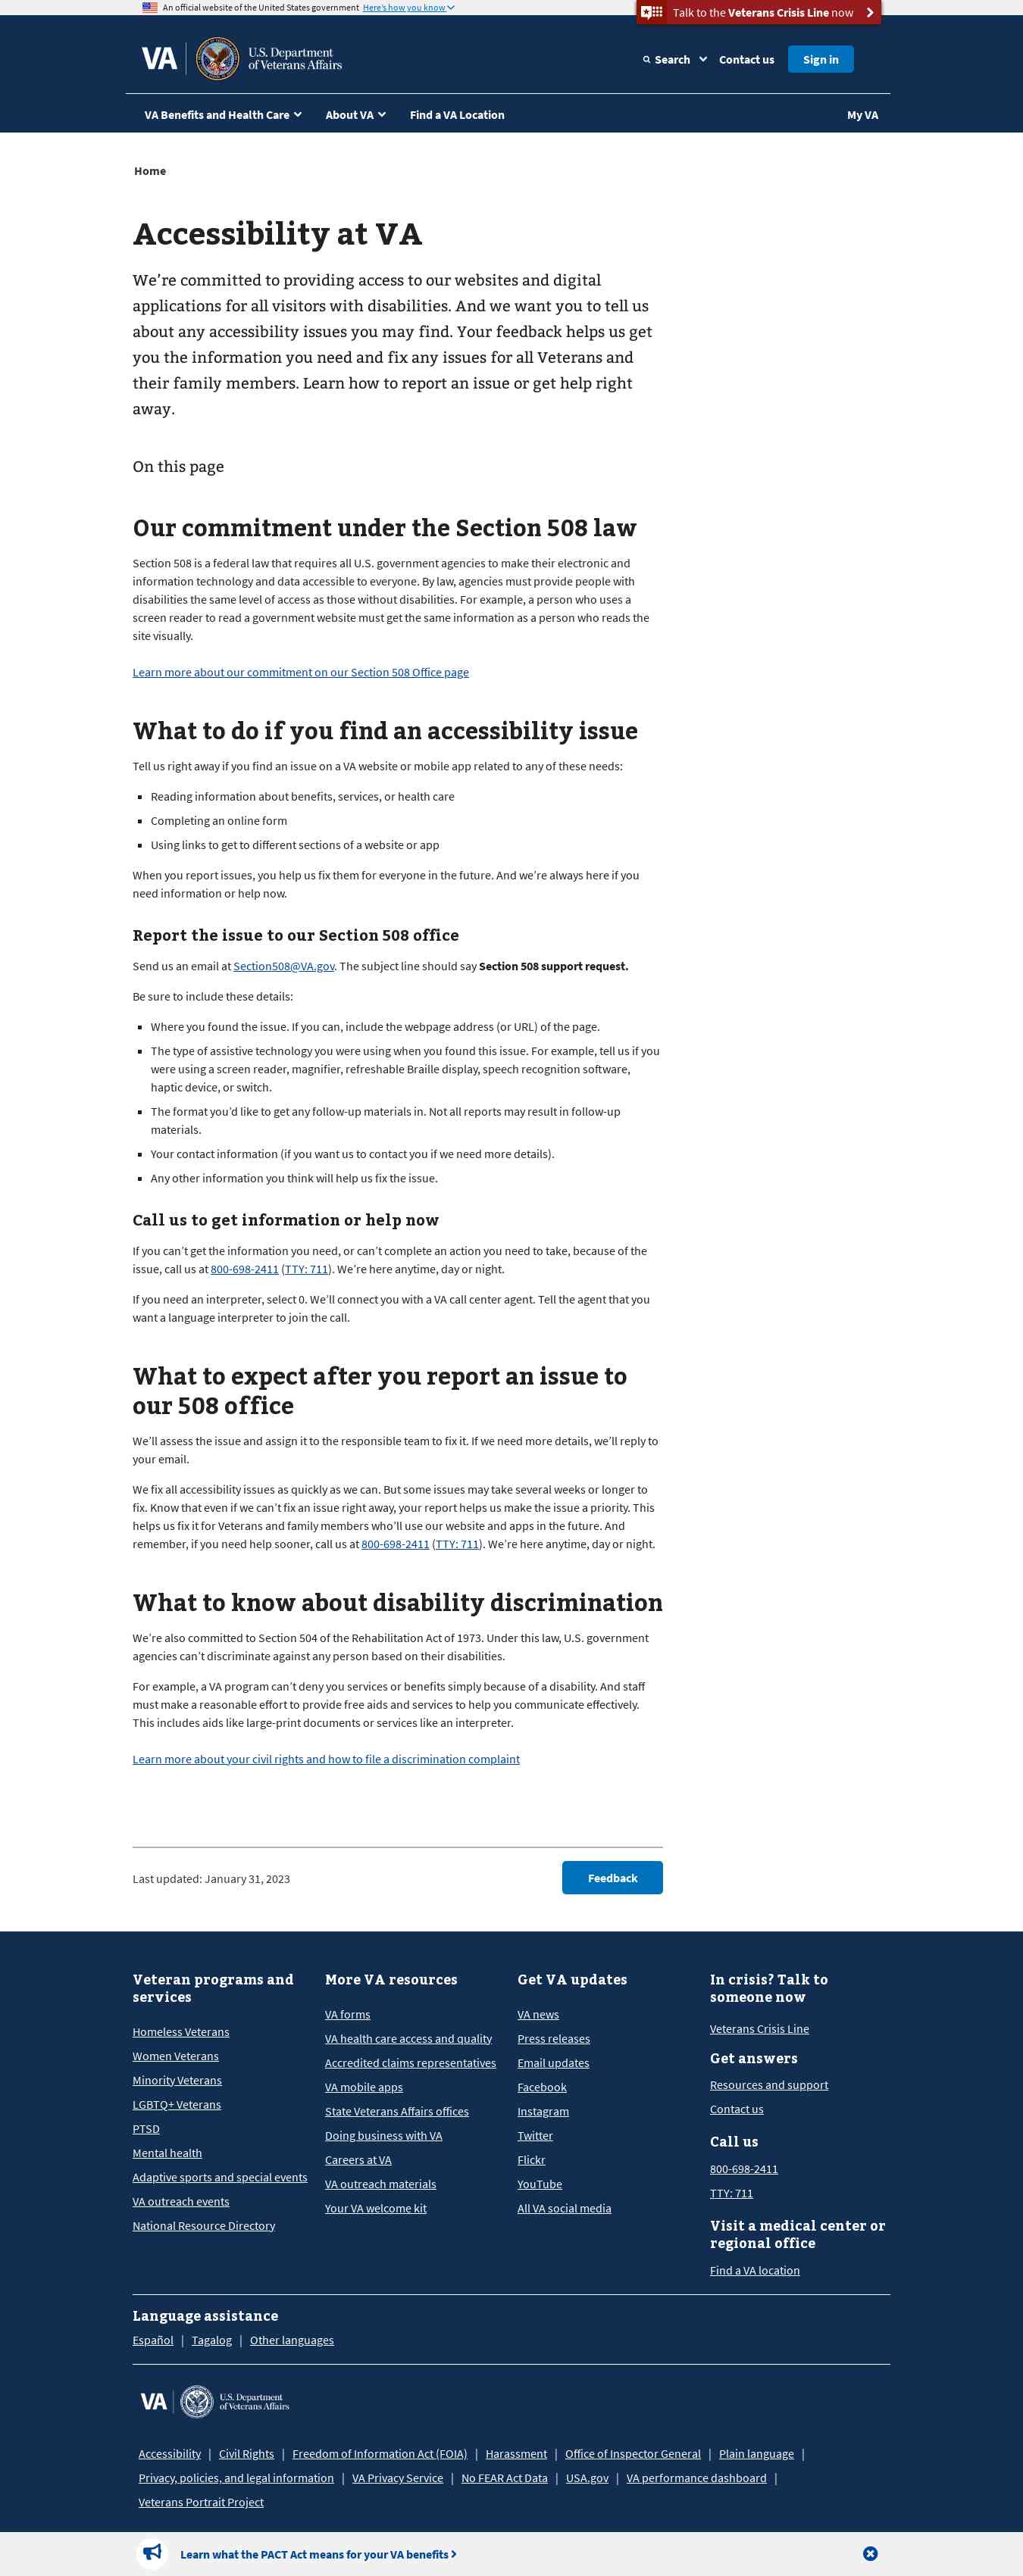 An official website of the United States government Here's how you know
Talk to the Veterans Crisis Line now
VA
U.S. Department
of Veterans Affairs
Search
Contact us
Sign in
VA Benefits and Health Care
About VA
Find a VA Location
My VA
Home
Accessibility at VA
We're committed to providing access to our websites and digital
applications for all visitors with disabilities. And we want you to tell us
about any accessibility issues you may find. Your feedback helps us get
you the information you need and fix any issues for all Veterans and
their family members. Learn how to report an issue or get help right
away.
On this page
Our commitment under the Section 508 law
Section 508 is a federal law that requires all U.S. government agencies to make their electronic and
information technology and data accessible to everyone. By law, agencies must provide people with
disabilities the same level of access as those without disabilities. For example, a person who uses a
screen reader to read a government website must get the same information as a person who reads the
site visually.
Learn more about our commitment on our Section 508 Office page
What to do if you find an accessibility issue
Tell us right away if you find an issue on a VA website or mobile app related to any of these needs:
Reading information about benefits, services, or health care
Completing an online form
Using links to get to different sections of a website or app
When you report issues, you help us fix them for everyone in the future. And we're always here if you
need information or help now.
Report the issue to our Section 508 office
Send us an email at Section508@VA.gov. The subject line should say Section 508 support request.
Be sure to include these details:
Where you found the issue. If you can, include the webpage address (or URL) of the page.
The type of assistive technology you were using when you found this issue. For example, tell us if you
were using a screen reader, magnifier, refreshable Braille display, speech recognition software,
haptic device, or switch.
The format you'd like to get any follow-up materials in. Not all reports may result in follow-up
materials.
Your contact information (if you want us to contact you if we need more details).
Any other information you think will help us fix the issue.
Call us to get information or help now
If you can't get the information you need, or can't complete an action you need to take, because of the
issue, call us at 800-698-2411 (TTY: 711). We're here anytime, day or night.
If you need an interpreter, select 0. We'll connect you with a VA call center agent. Tell the agent that you
want a language interpreter to join the call.
What to expect after you report an issue to
our 508 office
We'll assess the issue and assign it to the responsible team to fix it. If we need more details, we'll reply to
your email.
We fix all accessibility issues as quickly as we can. But some issues may take several weeks or longer to
fix. Know that even if we can't fix an issue right away, your report helps us make the issue a priority. This
helps us fix it for Veterans and family members who'll use our website and apps in the future. And
remember, if you need help sooner, call us at 800-698-2411 (TTY: 711). We're here anytime, day or night.
What to know about disability discrimination
We're also committed to Section 504 of the Rehabilitation Act of 1973. Under this law, U.S. government
agencies can't discriminate against any person based on their disabilities.
For example, a VA program can't deny you services or benefits simply because of a disability. And staff
must make a reasonable effort to provide free aids and services to help you communicate effectively.
This includes aids like large-print documents or services like an interpreter.
Learn more about your civil rights and how to file a discrimination complaint
Last updated: January 31, 2023
Feedback
Veteran programs and
services
Homeless Veterans
Women Veterans
Minority Veterans
LGBTQ+ Veterans
PTSD
Mental health
Adaptive sports and special events
VA outreach events
National Resource Directory
More VA resources
VA forms
VA health care access and quality
Accredited claims representatives
VA mobile apps
State Veterans Affairs offices
Doing business with VA
Careers at VA
VA outreach materials
Your VA welcome kit
Get VA updates
VA news
Press releases
Email updates
Facebook
Instagram
Twitter
Flickr
YouTube
All VA social media
In crisis? Talk to
someone now
Veterans Crisis Line
Get answers
Resources and support
Contact us
Call us
800-698-2411
TTY: 711
Visit a medical center or
regional office
Find a VA location
Language assistance
Español | Tagalog | Other languages
VA
U.S. Department
of Veterans Affairs
Accessibility | Civil Rights | Freedom of Information Act (FOIA) | Harassment | Office of Inspector General | Plain language |
Privacy, policies, and legal information | VA Privacy Service | No FEAR Act Data | USA.gov | VA performance dashboard |
Veterans Portrait Project
Learn what the PACT Act means for your VA benefits